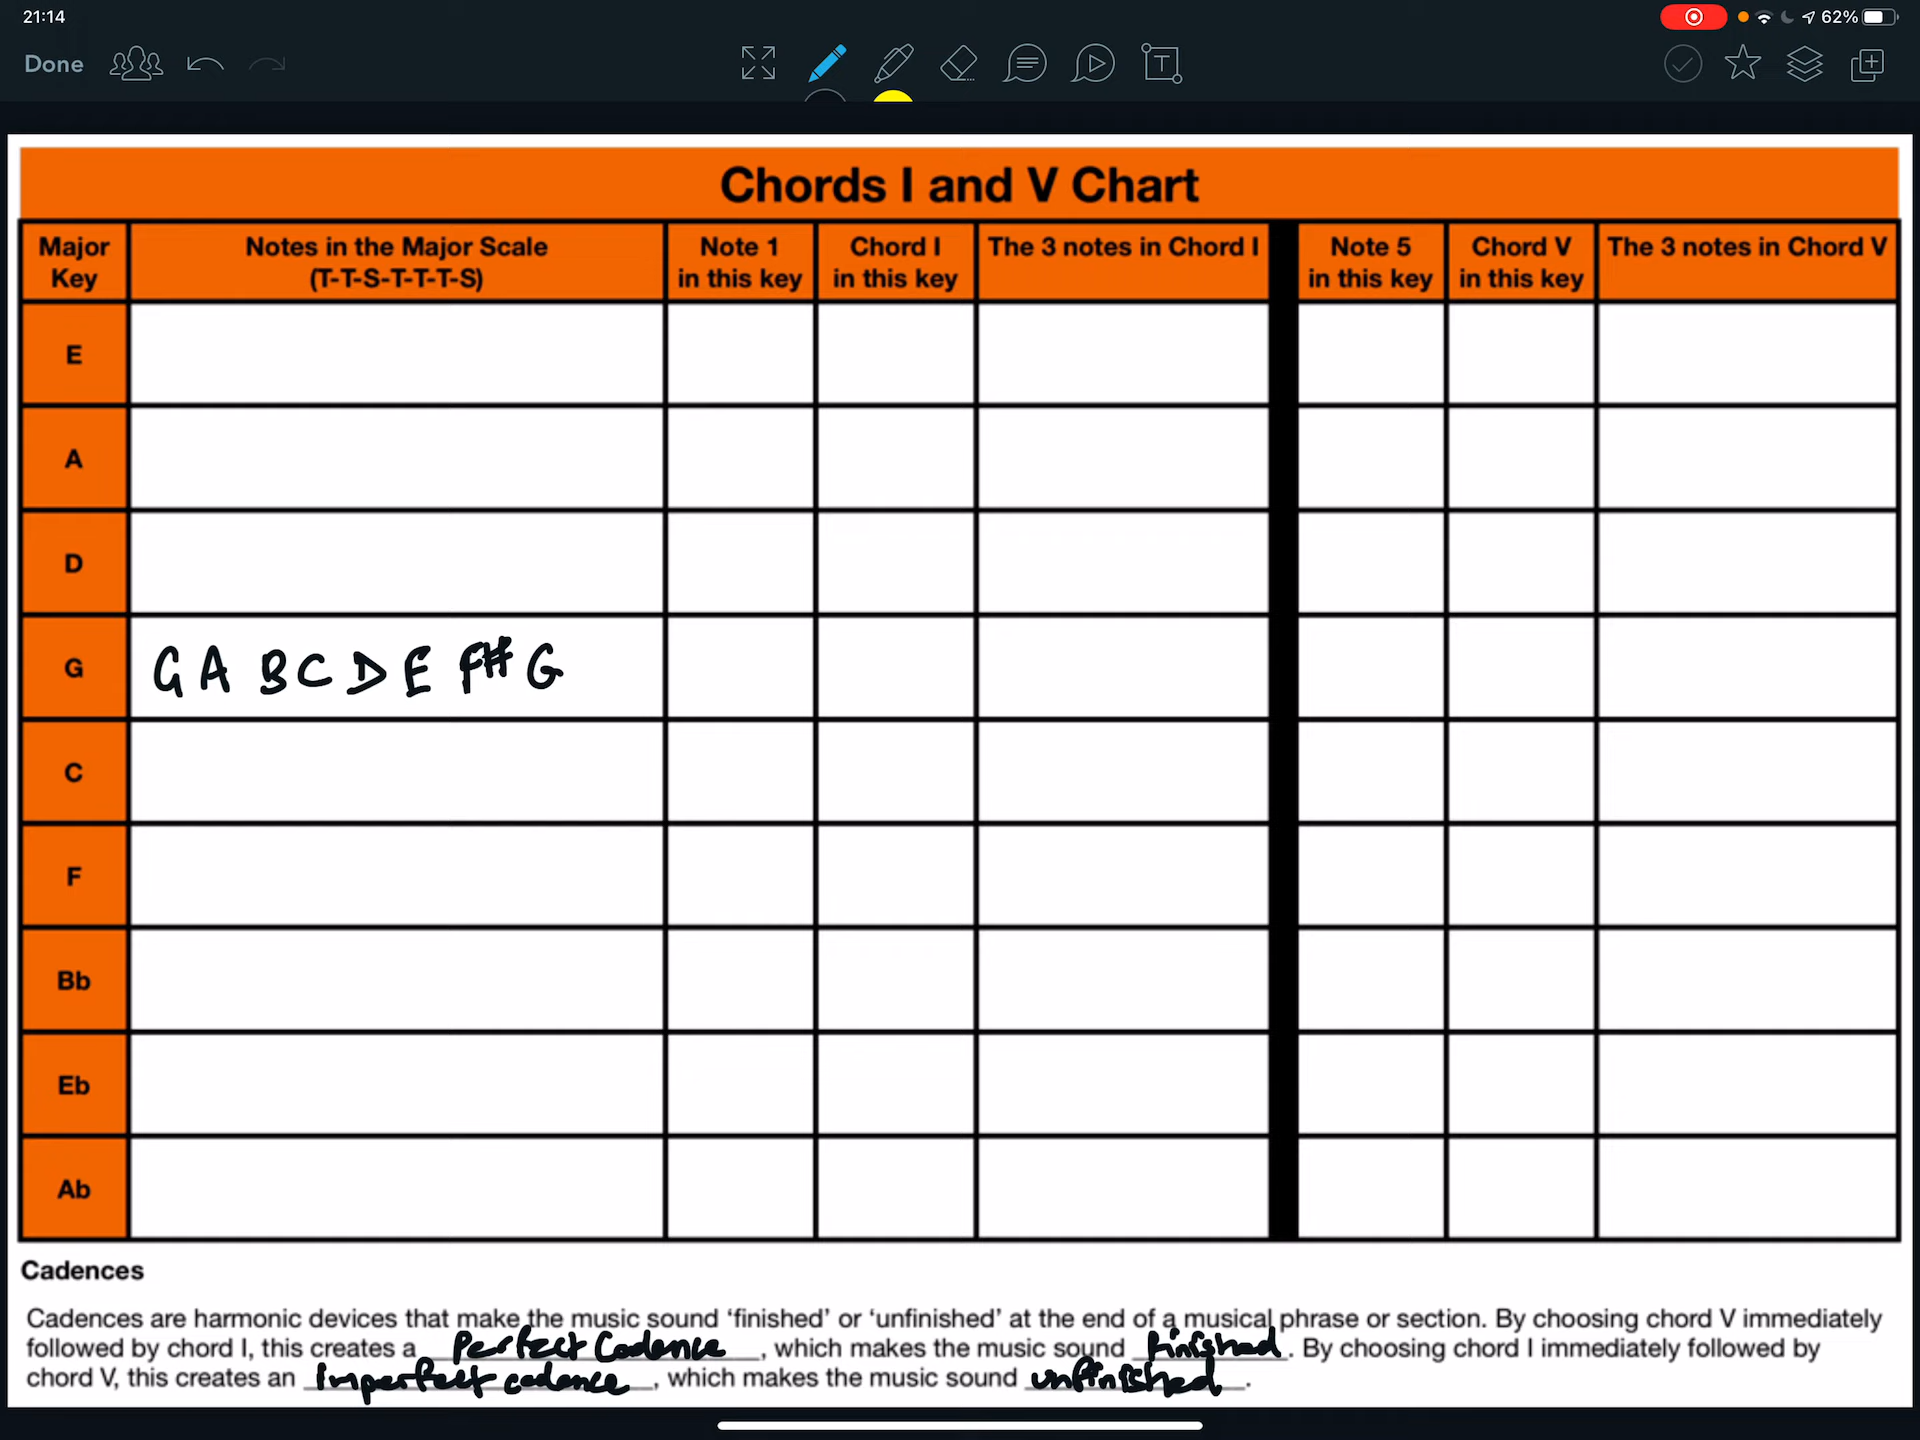 21:14
62%
Done
T
Chords I and V Chart
Major Key
Notes in the Major Scale (T-T-S-T-T-T-S)
Note 1 in this key
Chord I in this key
The 3 notes in Chord I
Note 5 in this key
Chord V in this key
The 3 notes in Chord V
E
A
D
G G A B C D E F# G
C
F
Bb
Eb
Ab
Cadences
Cadences are harmonic devices that make the music sound ‘finished’ or ‘unfinished’ at the end of a musical phrase or section. By choosing chord V immediately
followed by chord I, this creates a Perfect Cadence, which makes the music sound finished. By choosing chord I immediately followed by
chord V, this creates an imperfect cadence, which makes the music sound unfinished.